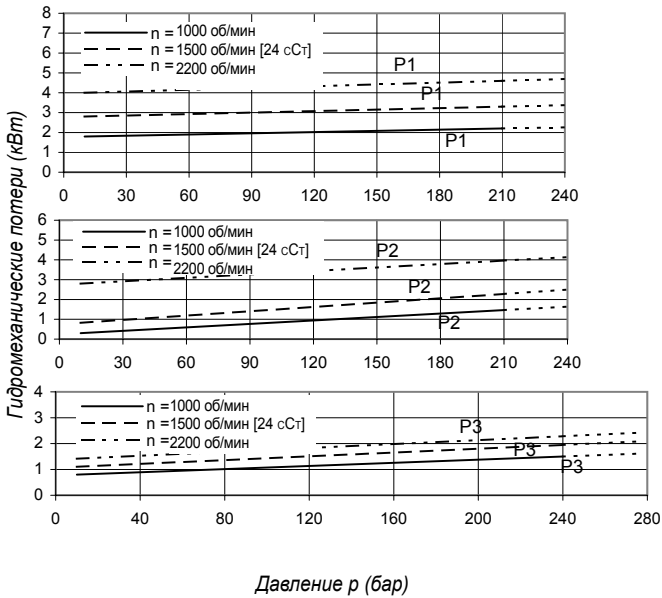 Гидромеханические потери (кВт)
8
7
6
5
4
3
2
1
0
n = 1000 об/мин
n = 1500 об/мин [24 сСт]
n = 2200 об/мин
P1
P1
P1
0 30 60 90 120 150 180 210 240
6
5
4
3
2
1
0
n = 1000 об/мин
n = 1500 об/мин [24 сСт]
n = 2200 об/мин
P2
P2
P2
0 30 60 90 120 150 180 210 240
4
3
2
1
0
n = 1000 об/мин
n = 1500 об/мин [24 сСт]
n = 2200 об/мин
P3
P3
P3
0 40 80 120 160 200 240 280
Давление p (бар)